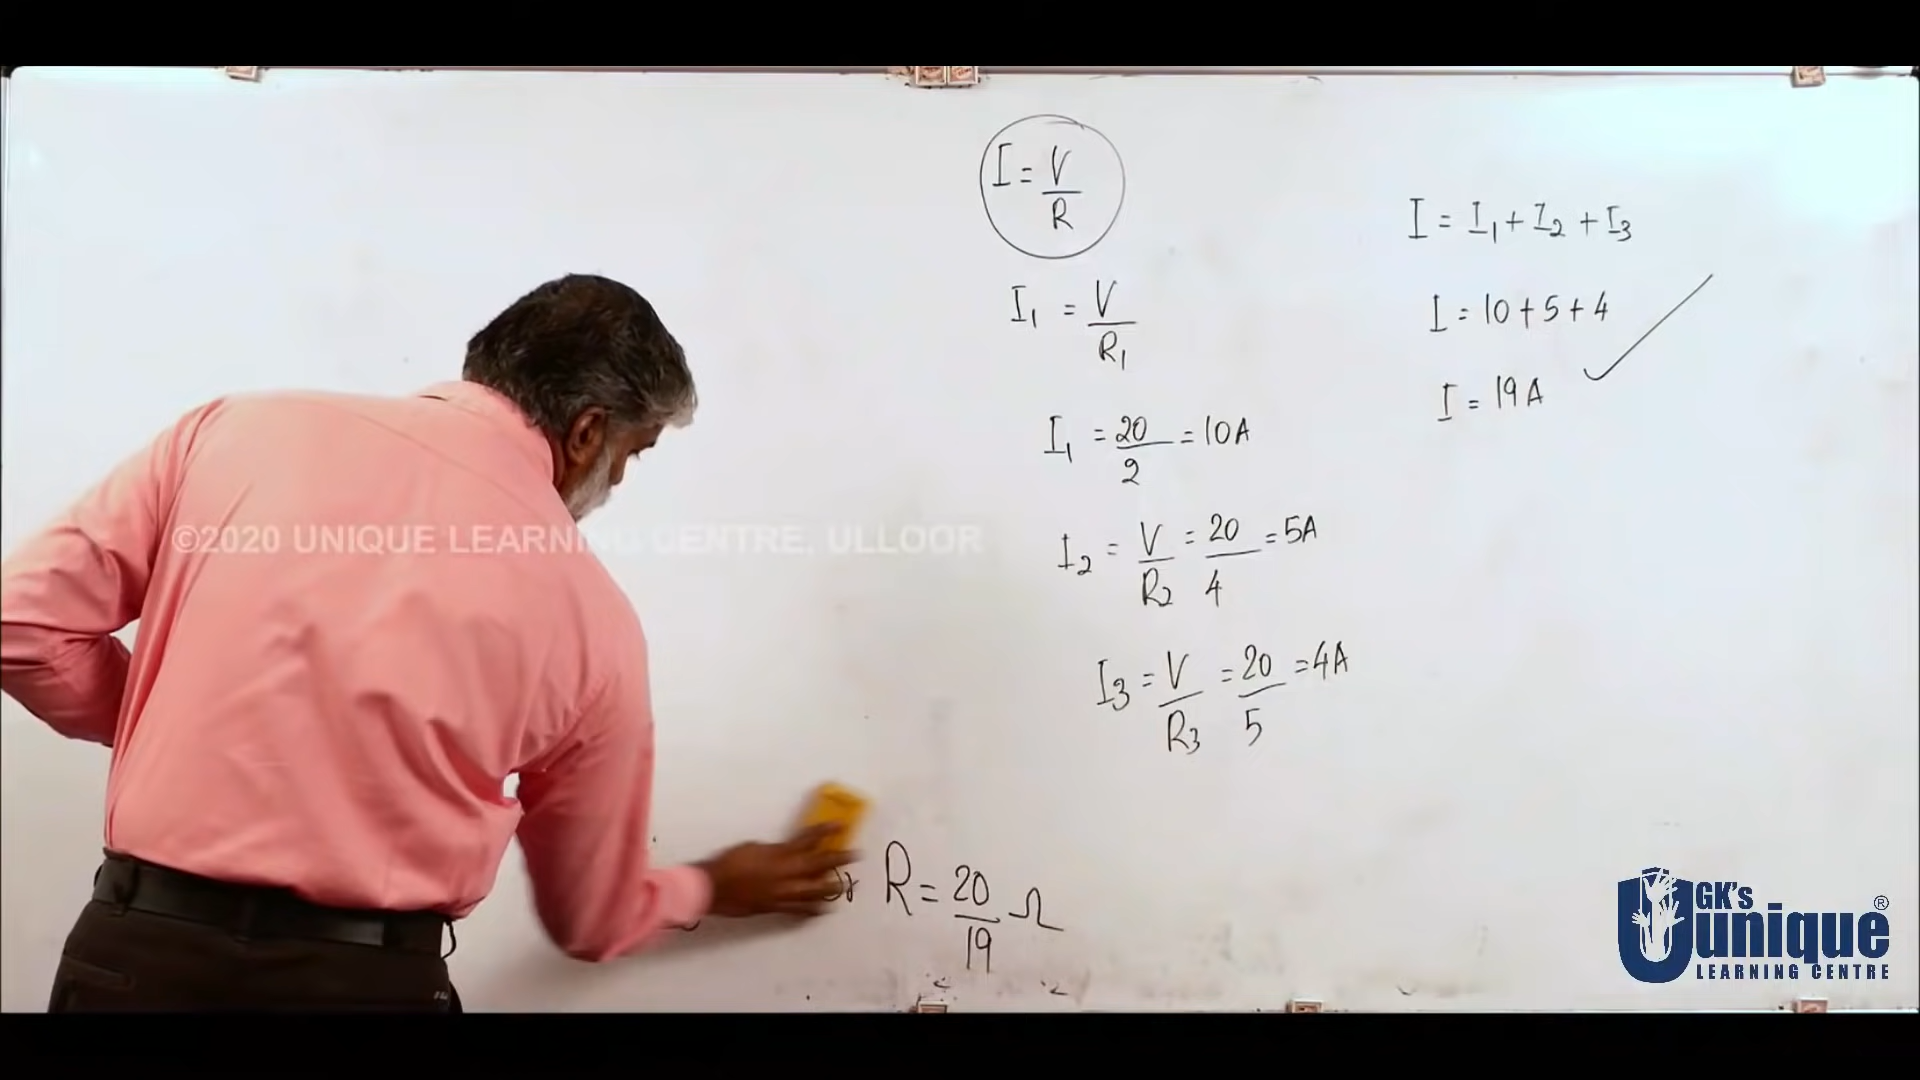 I = V/R
I₁ = V/R₁
I₁ = 20/2 = 10A
I₂ = V/R₂ = 20/4 = 5A
I₃ = V/R₃ = 20/5 = 4A
R = 20/19 Ω
I = I₁ + I₂ + I₃
I = 10 + 5 + 4
I = 19A
©2020 UNIQUE LEARNING CENTRE, ULLOOR
GK's
Unique®
LEARNING CENTRE